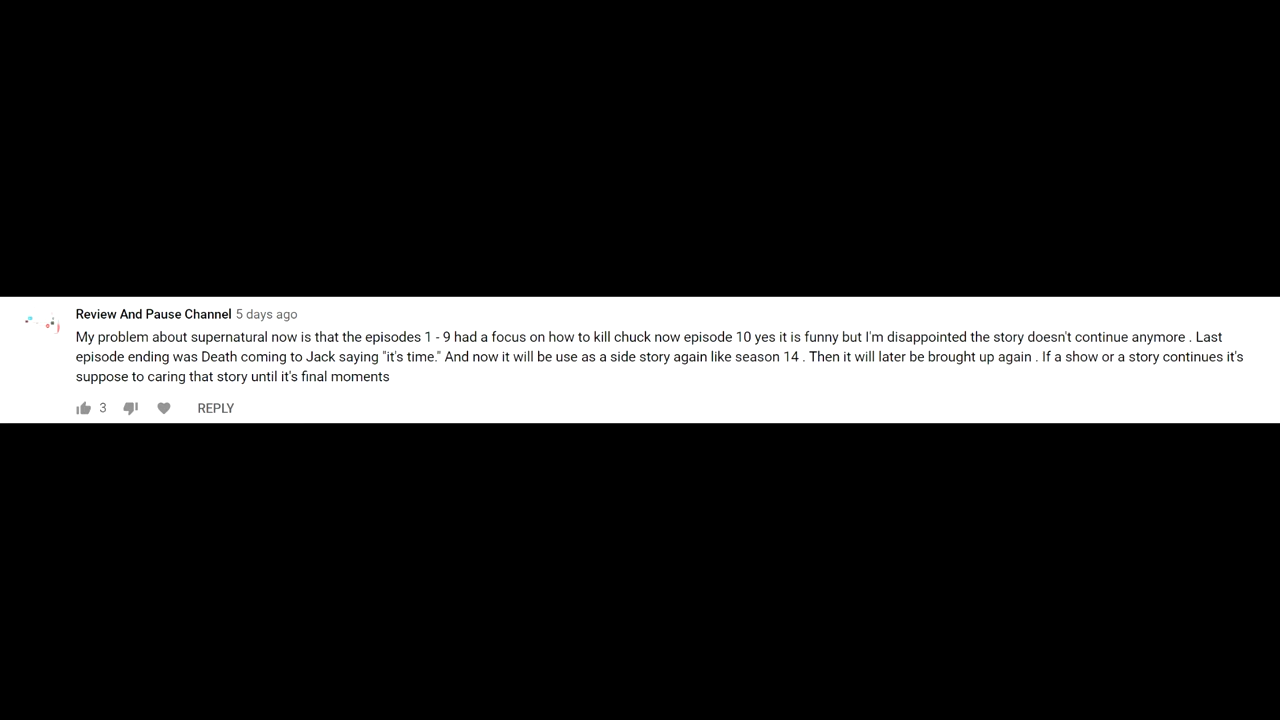 Review And Pause Channel 5 days ago
My problem about supernatural now is that the episodes 1 - 9 had a focus on how to kill chuck now episode 10 yes it is funny but I'm disappointed the story doesn't continue anymore . Last
episode ending was Death coming to Jack saying "it's time." And now it will be use as a side story again like season 14 . Then it will later be brought up again . If a show or a story continues it's
suppose to caring that story until it's final moments
3 REPLY